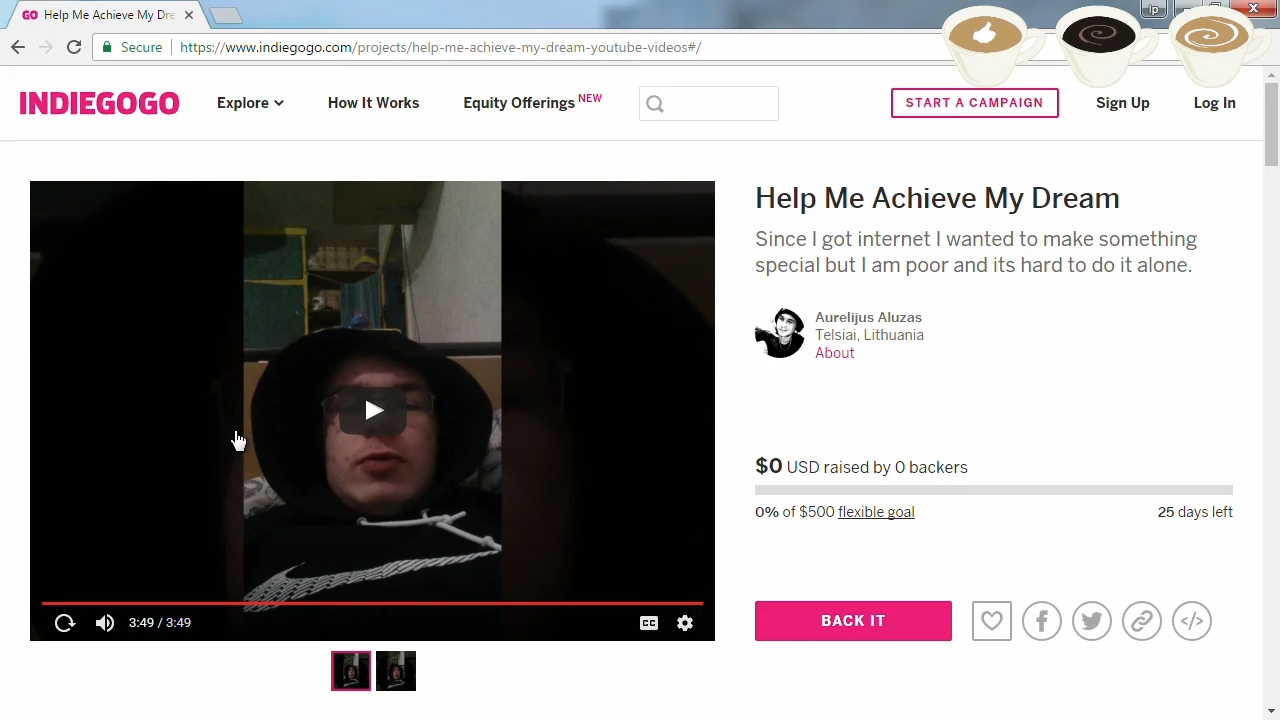 GO Help Me Achieve My Dre
Secure
https://www.indiegogo.com/projects/help-me-achieve-my-dream-youtube-videos#/
INDIEGOGO
Explore
How It Works
Equity Offerings NEW
START A CAMPAIGN
Sign Up
Log In
Help Me Achieve My Dream
Since I got internet I wanted to make something
special but I am poor and its hard to do it alone.
Aurelijus Aluzas
Telsiai, Lithuania
About
$0 USD raised by 0 backers
0% of $500 flexible goal
25 days left
3:49 / 3:49
CC
BACK IT